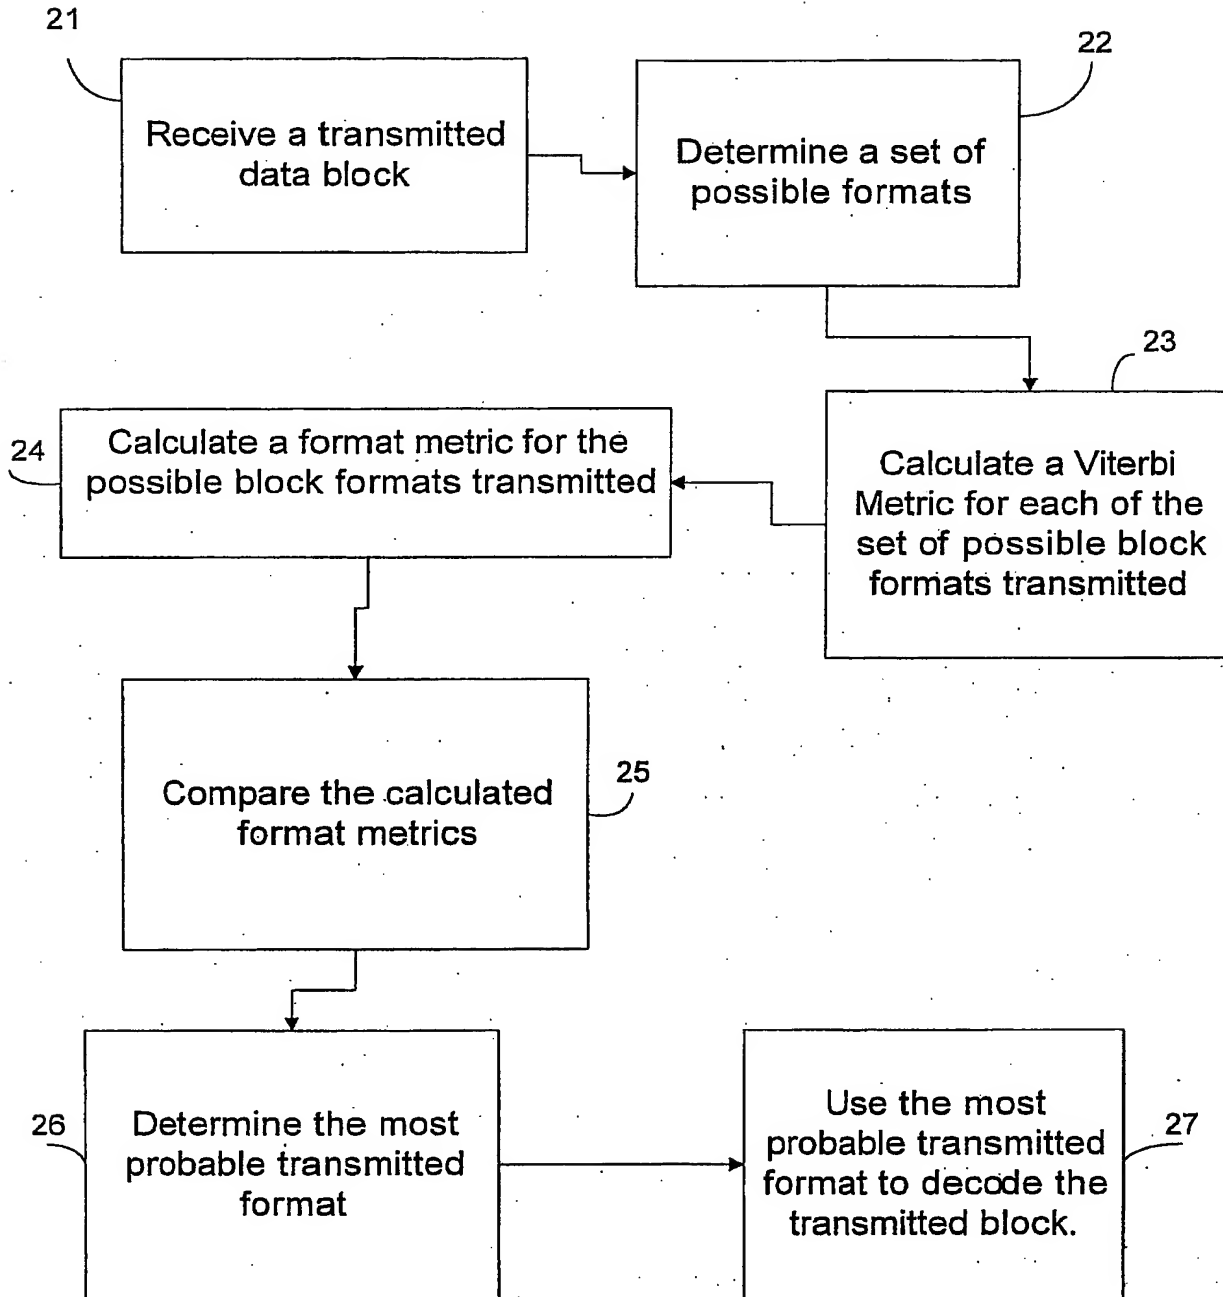 21
Receive a transmitted
data block
22
Determine a set of
possible formats
23
Calculate a Viterbi
Metric for each of the
set of possible block
formats transmitted
24
Calculate a format metric for the
possible block formats transmitted
25
Compare the calculated
format metrics
26
Determine the most
probable transmitted
format
27
Use the most
probable transmitted
format to decode the
transmitted block.